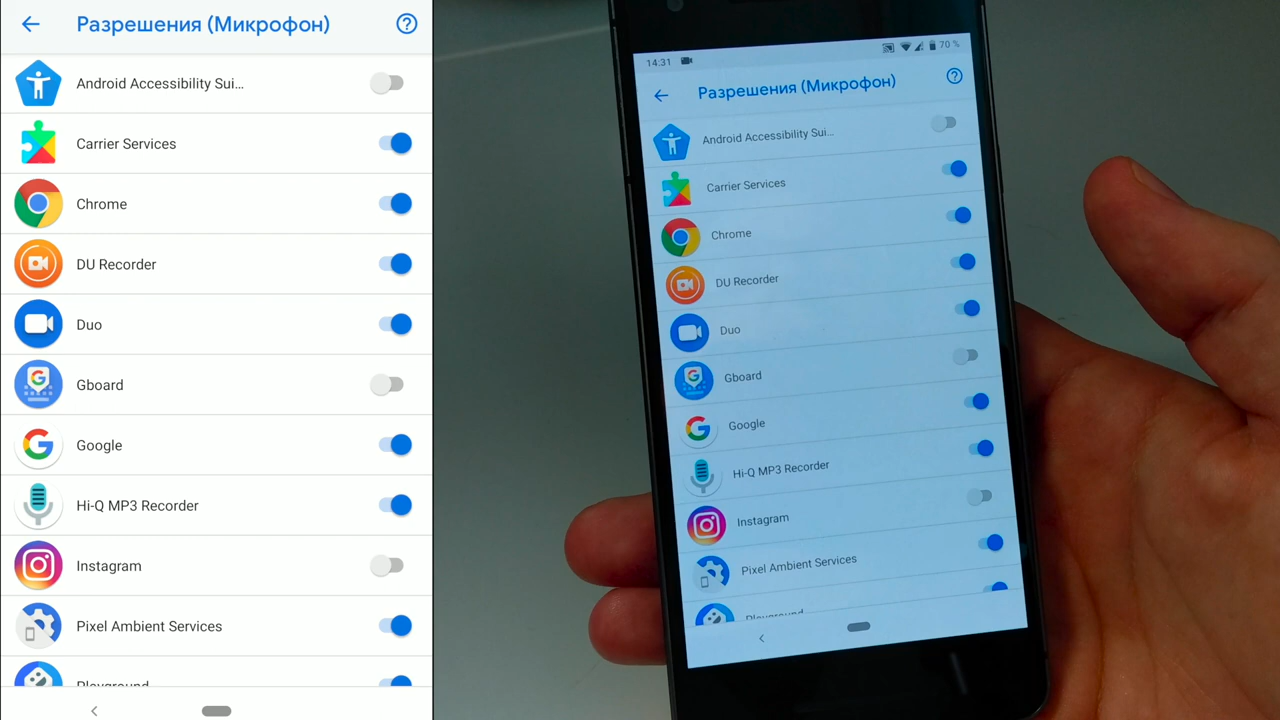 Разрешения (Микрофон)
Android Accessibility Sui...
Carrier Services
Chrome
DU Recorder
Duo
Gboard
Google
Hi-Q MP3 Recorder
Instagram
Pixel Ambient Services
Playground
14:31
70 %
Разрешения (Микрофон)
Android Accessibility Sui...
Carrier Services
Chrome
DU Recorder
Duo
Gboard
Google
Hi-Q MP3 Recorder
Instagram
Pixel Ambient Services
Playground